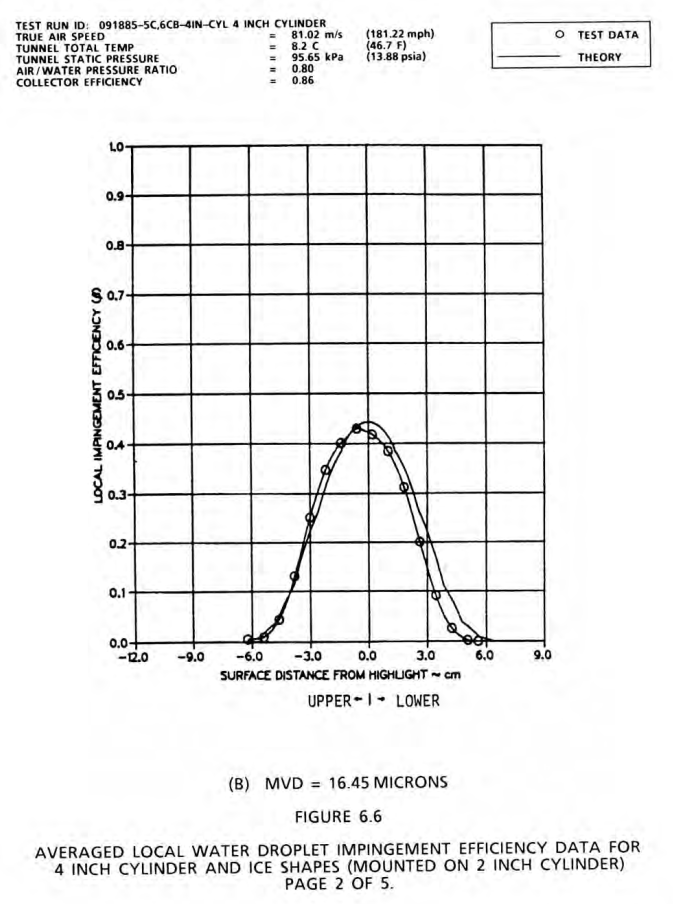 TEST RUN ID: 091885-5C,6CB-4IN-CYL 4 INCH CYLINDER
TRUE AIR SPEED = 81.02 m/s (181.22 mph)
TUNNEL TOTAL TEMP = 8.2 C (46.7 F)
TUNNEL STATIC PRESSURE = 95.65 kPa (13.88 psia)
AIR/WATER PRESSURE RATIO = 0.80
COLLECTOR EFFICIENCY = 0.86
TEST DATA
THEORY
LOCAL IMPINGEMENT EFFICIENCY (β)
1.0
0.9
0.8
0.7
0.6
0.5
0.4
0.3
0.2
0.1
0.0
-12.0 -9.0 -6.0 -3.0 0.0 3.0 6.0 9.0
SURFACE DISTANCE FROM HIGHLIGHT ~ cm
UPPER ← | → LOWER
(B) MVD = 16.45 MICRONS
FIGURE 6.6
AVERAGED LOCAL WATER DROPLET IMPINGEMENT EFFICIENCY DATA FOR
4 INCH CYLINDER AND ICE SHAPES (MOUNTED ON 2 INCH CYLINDER)
PAGE 2 OF 5.